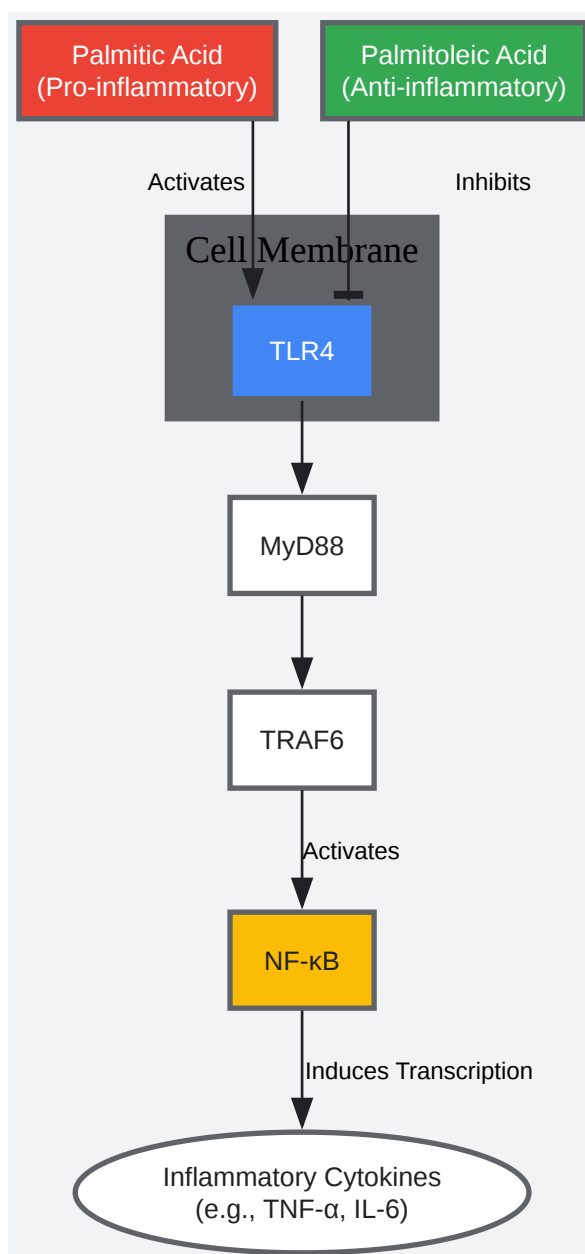 Palmitic Acid
(Pro-inflammatory)
Palmitoleic Acid
(Anti-inflammatory)
Activates
Inhibits
Cell Membrane
TLR4
MyD88
TRAF6
Activates
NF-κB
Induces Transcription
Inflammatory Cytokines
(e.g., TNF-α, IL-6)